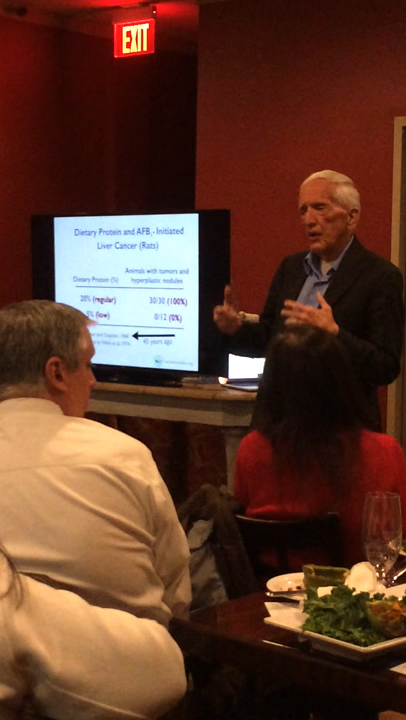 EXIT
Dietary Protein and AFB₁-Initiated
Liver Cancer (Rats)
Dietary Protein (%) Animals with tumors and
hyperplastic nodules
20% (regular) 30/30 (100%)
5% (low) 0/12 (0%)
40 years ago